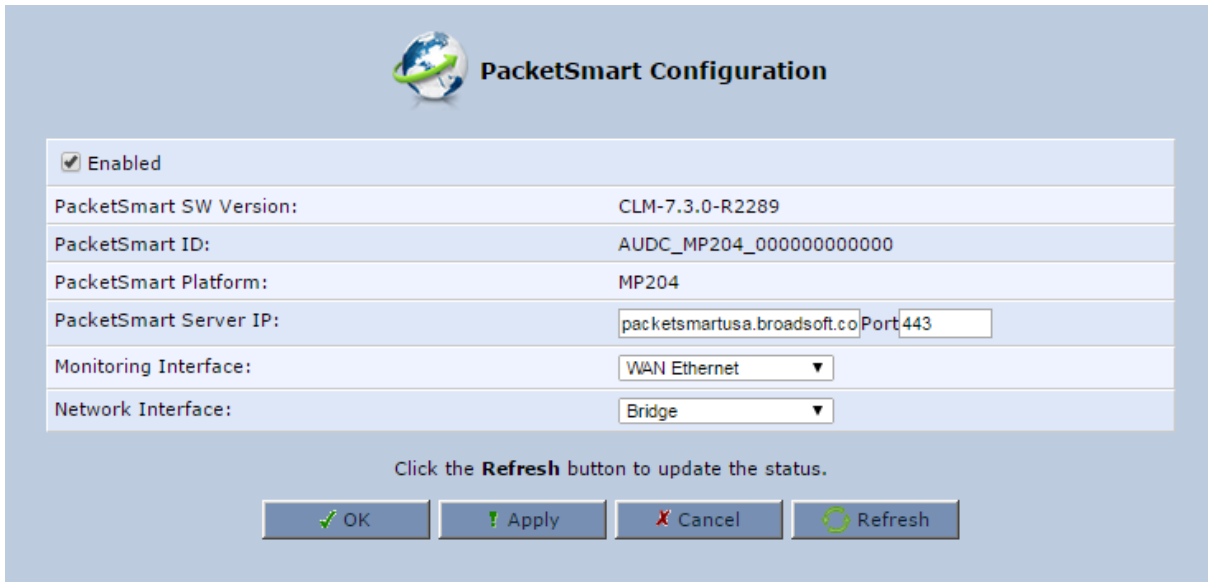 PacketSmart Configuration
Enabled
PacketSmart SW Version: CLM-7.3.0-R2289
PacketSmart ID: AUDC_MP204_000000000000
PacketSmart Platform: MP204
PacketSmart Server IP: packetsmartusa.broadsoft.co Port 443
Monitoring Interface: WAN Ethernet
Network Interface: Bridge
Click the Refresh button to update the status.
OK Apply Cancel Refresh